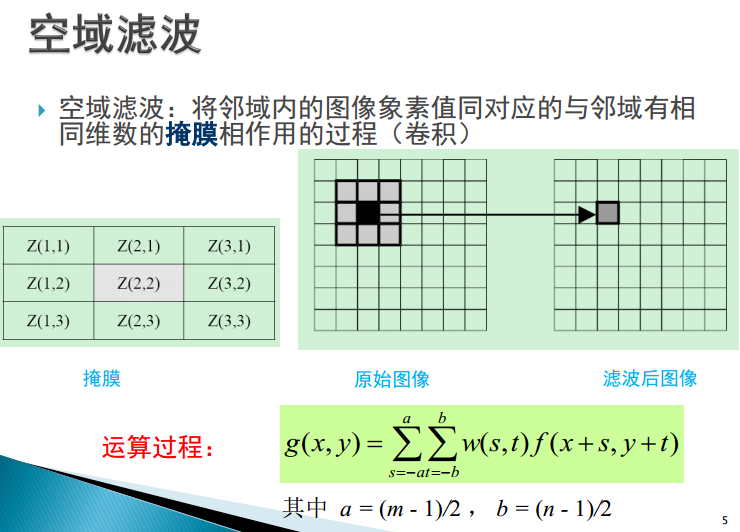 空域滤波
空域滤波：将邻域内的图像象素值同对应的与邻域有相
同维数的掩膜相作用的过程（卷积）
Z(1,1) Z(2,1) Z(3,1)
Z(1,2) Z(2,2) Z(3,2)
Z(1,3) Z(2,3) Z(3,3)
掩膜 原始图像 滤波后图像
运算过程： g(x, y) = ∑_{s=−a}^{a} ∑_{t=−b}^{b} w(s,t) f(x+s, y+t)
其中 a = (m - 1)/2 ， b = (n - 1)/2
5